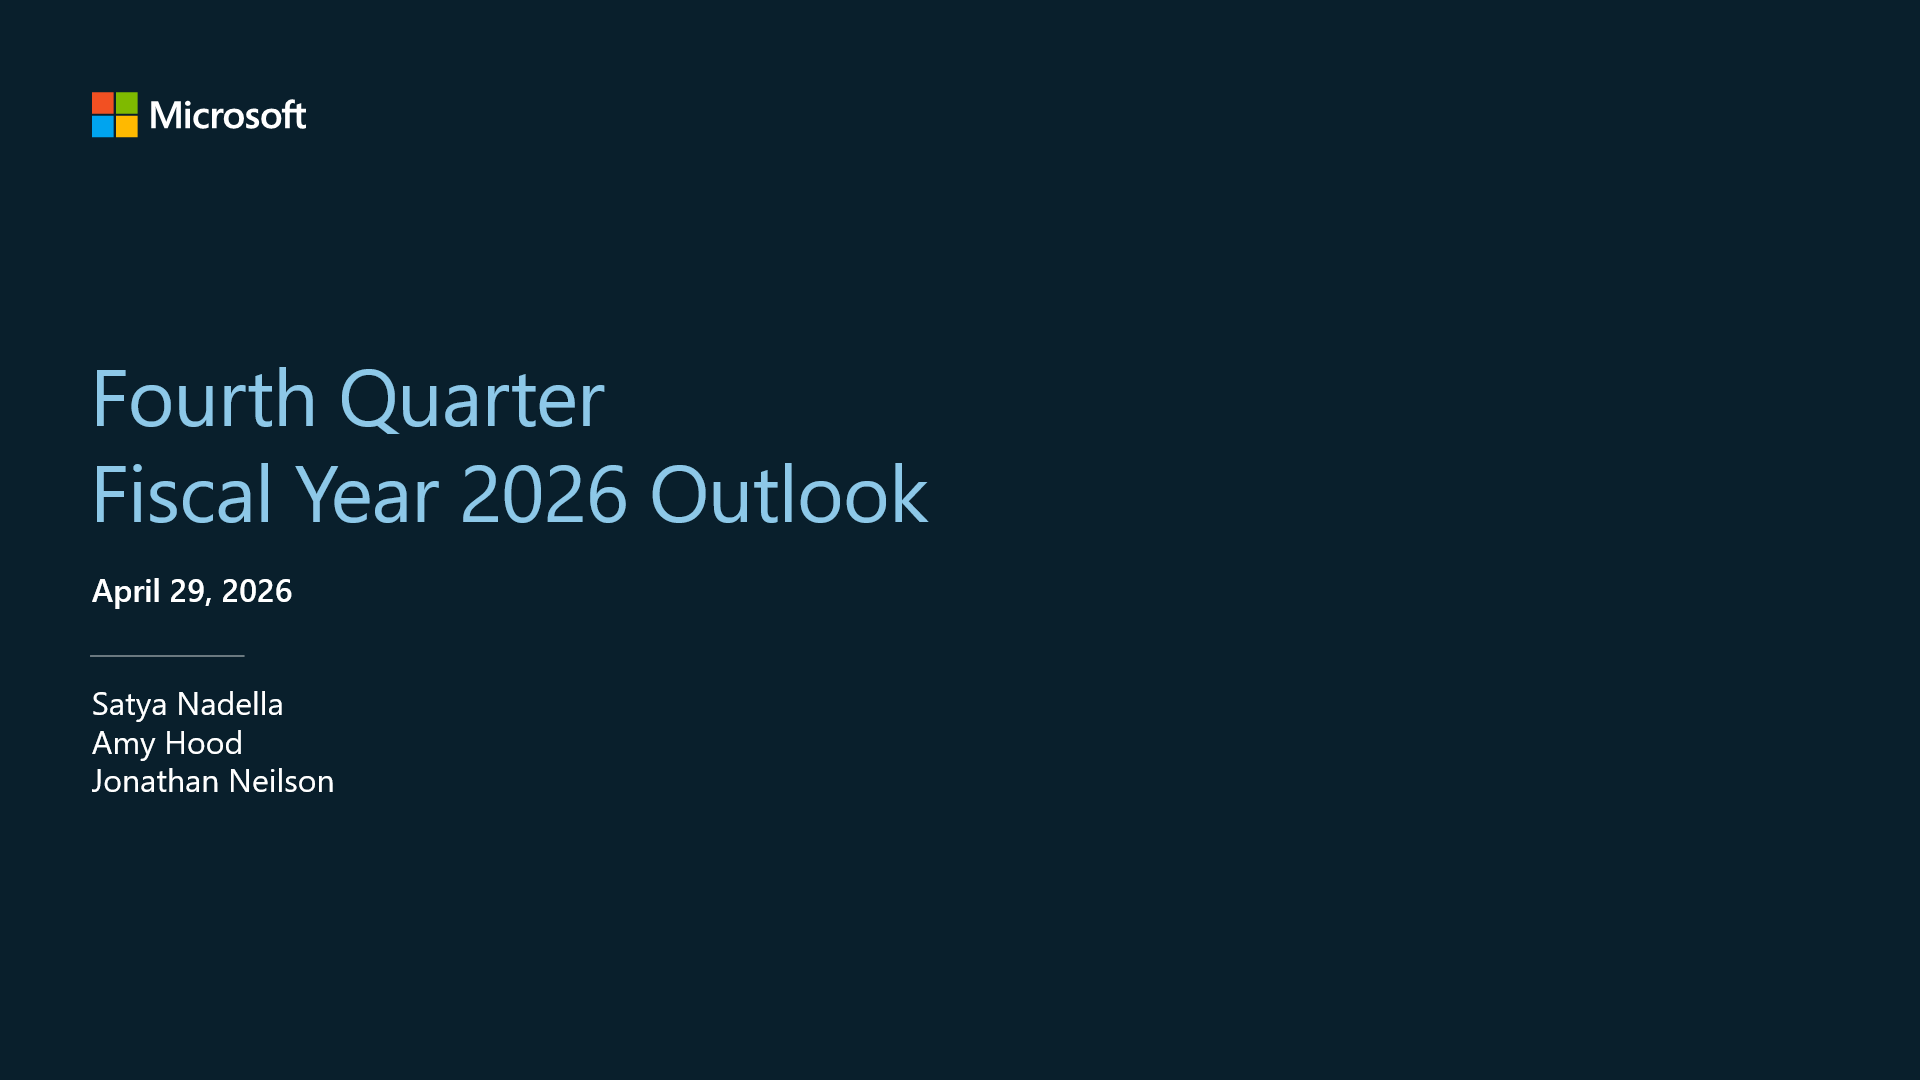 Microsoft
Fourth Quarter
Fiscal Year 2026 Outlook
April 29, 2026
Satya Nadella
Amy Hood
Jonathan Neilson